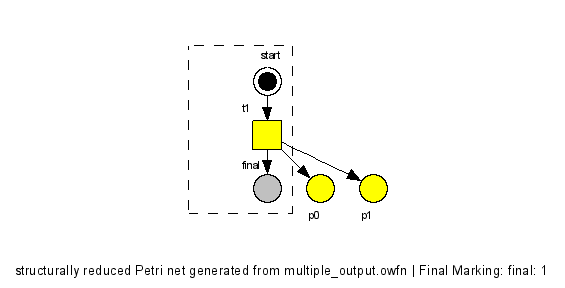 start
t1
final
p0
p1
structurally reduced Petri net generated from multiple_output.owfn | Final Marking: final: 1